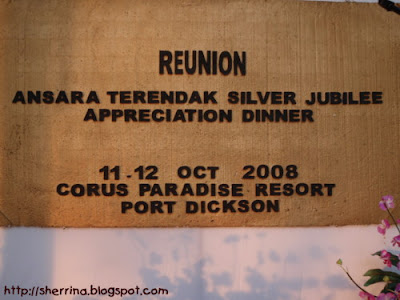 REUNION
ANSARA TERENDAK SILVER JUBILEE
APPRECIATION DINNER
11-12 OCT 2008
CORUS PARADISE RESORT
PORT DICKSON
http://sherrina.blogspot.com